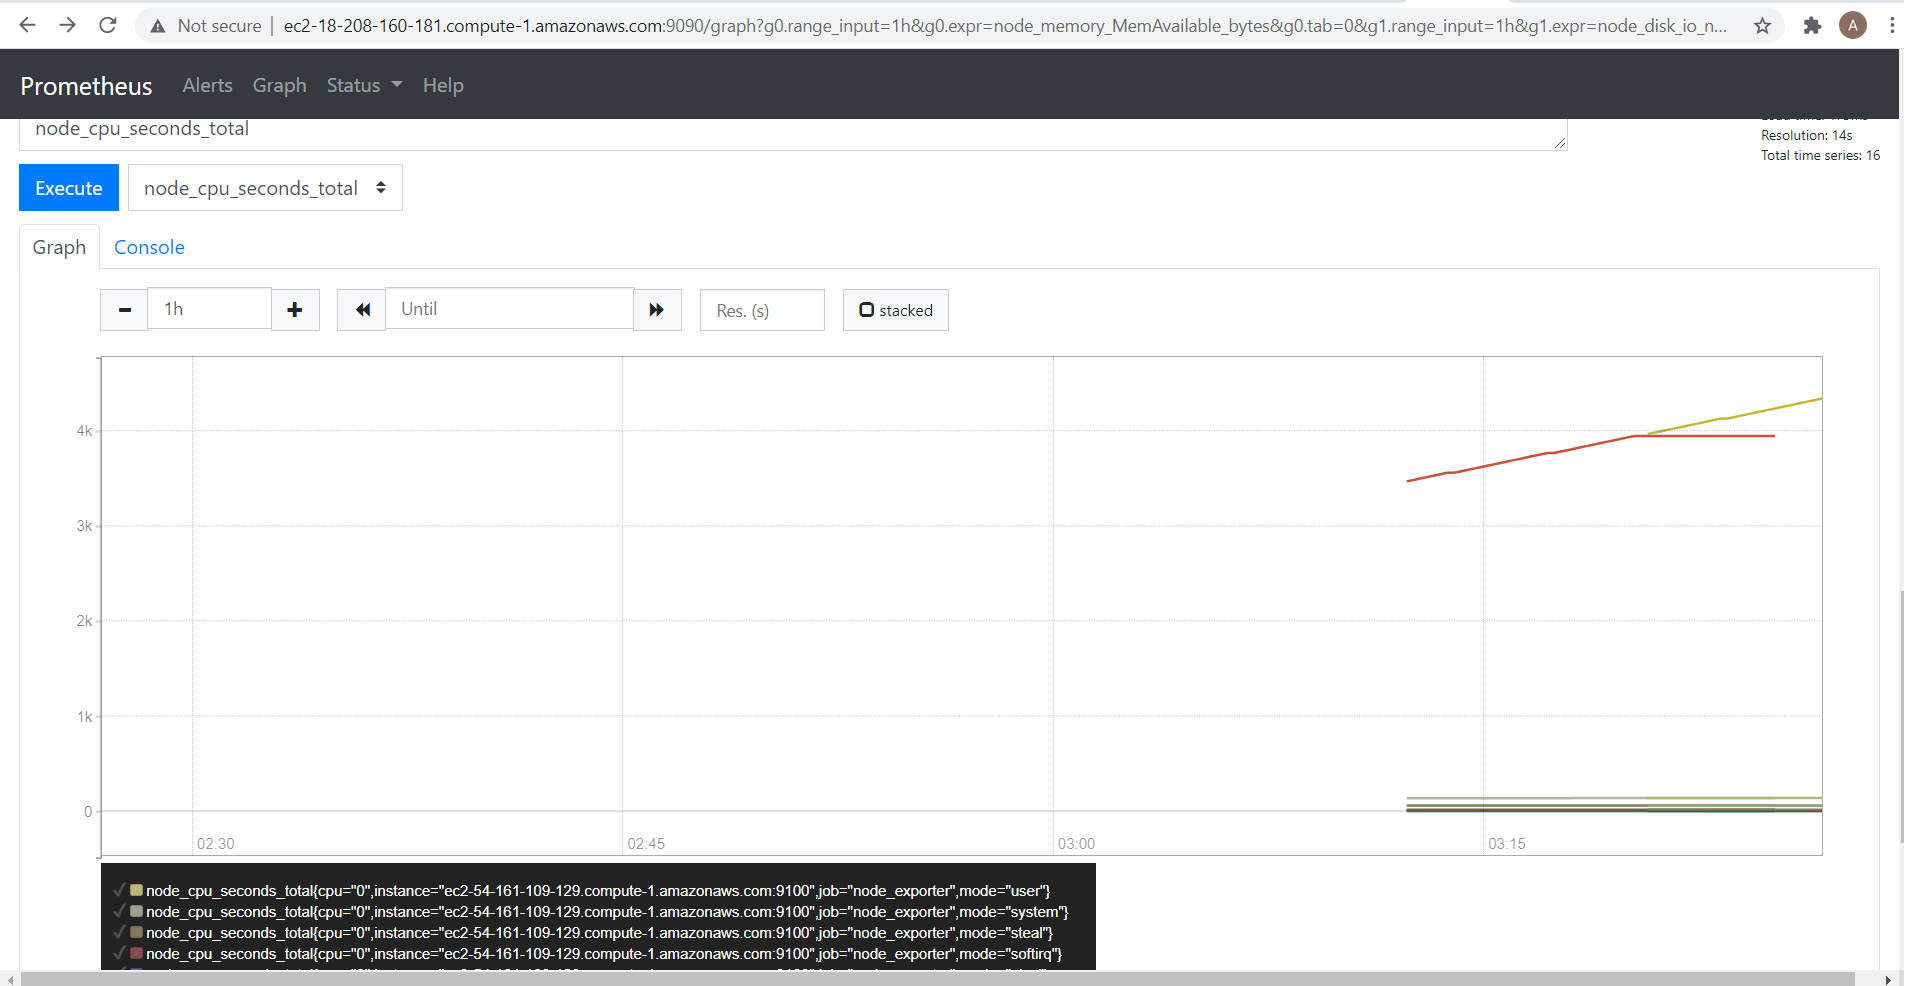 Not secure | ec2-18-208-160-181.compute-1.amazonaws.com:9090/graph?g0.range_input=1h&g0.expr=node_memory_MemAvailable_bytes&g0.tab=0&g1.range_input=1h&g1.expr=node_disk_io_n... A
Prometheus Alerts Graph Status Help
node_cpu_seconds_total
Resolution: 14s
Total time series: 16
Execute node_cpu_seconds_total
Graph Console
1h Until Res. (s) stacked
4k
3k
2k
1k
0
02:30 02:45 03:00 03:15
node_cpu_seconds_total{cpu="0",instance="ec2-54-161-109-129.compute-1.amazonaws.com:9100",job="node_exporter",mode="user"}
node_cpu_seconds_total{cpu="0",instance="ec2-54-161-109-129.compute-1.amazonaws.com:9100",job="node_exporter",mode="system"}
node_cpu_seconds_total{cpu="0",instance="ec2-54-161-109-129.compute-1.amazonaws.com:9100",job="node_exporter",mode="steal"}
node_cpu_seconds_total{cpu="0",instance="ec2-54-161-109-129.compute-1.amazonaws.com:9100",job="node_exporter",mode="softirq"}